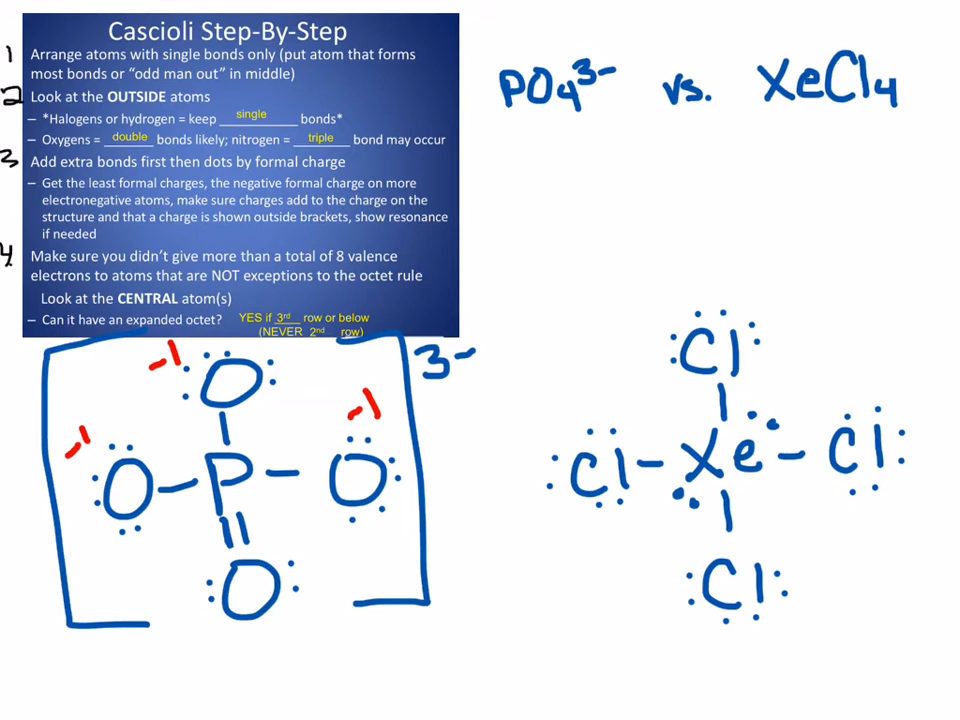 Cascioli Step-By-Step
1 Arrange atoms with single bonds only (put atom that forms
most bonds or “odd man out” in middle)
2 Look at the OUTSIDE atoms
– *Halogens or hydrogen = keep single bonds*
– Oxygens = double bonds likely; nitrogen = triple bond may occur
3 Add extra bonds first then dots by formal charge
– Get the least formal charges, the negative formal charge on more
electronegative atoms, make sure charges add to the charge on the
structure and that a charge is shown outside brackets, show resonance
if needed
4 Make sure you didn’t give more than a total of 8 valence
electrons to atoms that are NOT exceptions to the octet rule
Look at the CENTRAL atom(s)
– Can it have an expanded octet? YES if 3rd row or below
(NEVER 2nd row)
PO₄³⁻ vs. XeCl₄
3-
-1
O
-1
-1
O – P – O
O
Cl
Cl – Xe – Cl
Cl